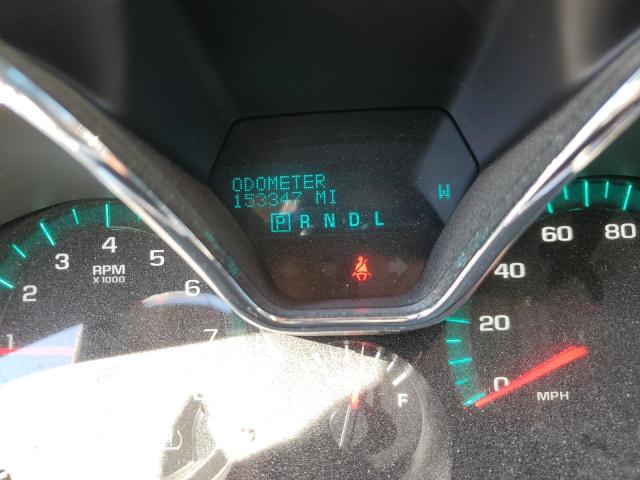 ODOMETER
153347 MI
W
P R N D L
1 2 3 4 5 6 7
RPM
X1000
F
0 20 40 60 80
MPH